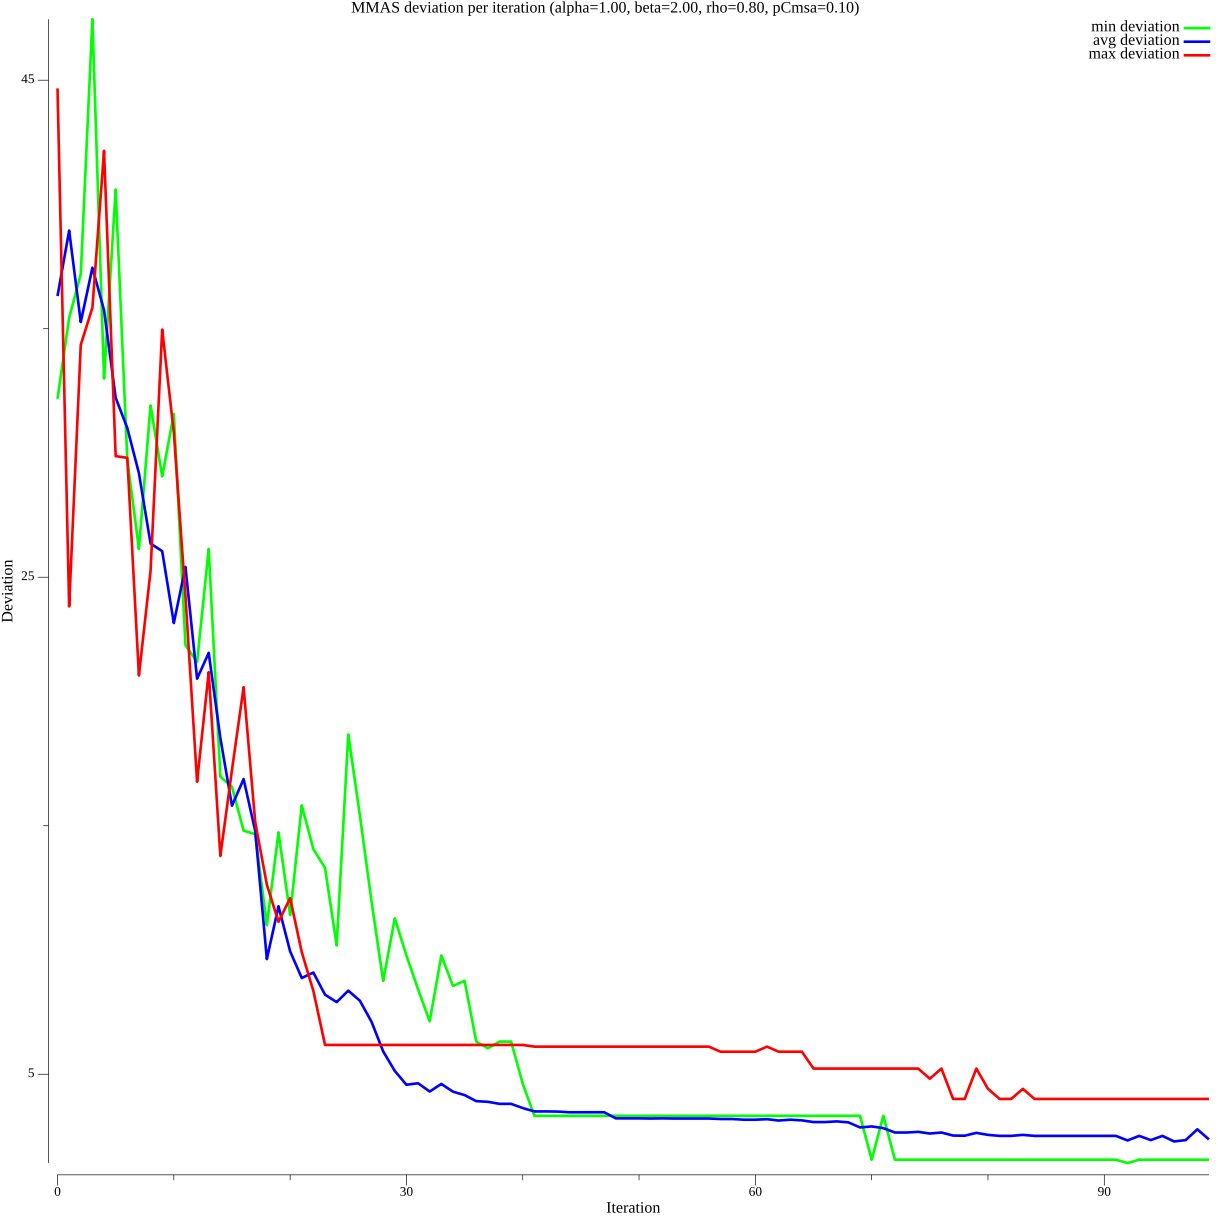 MMAS deviation per iteration (alpha=1.00, beta=2.00, rho=0.80, pCmsa=0.10)
min deviation
avg deviation
max deviation
45
25
5
Deviation
0
30
60
90
Iteration